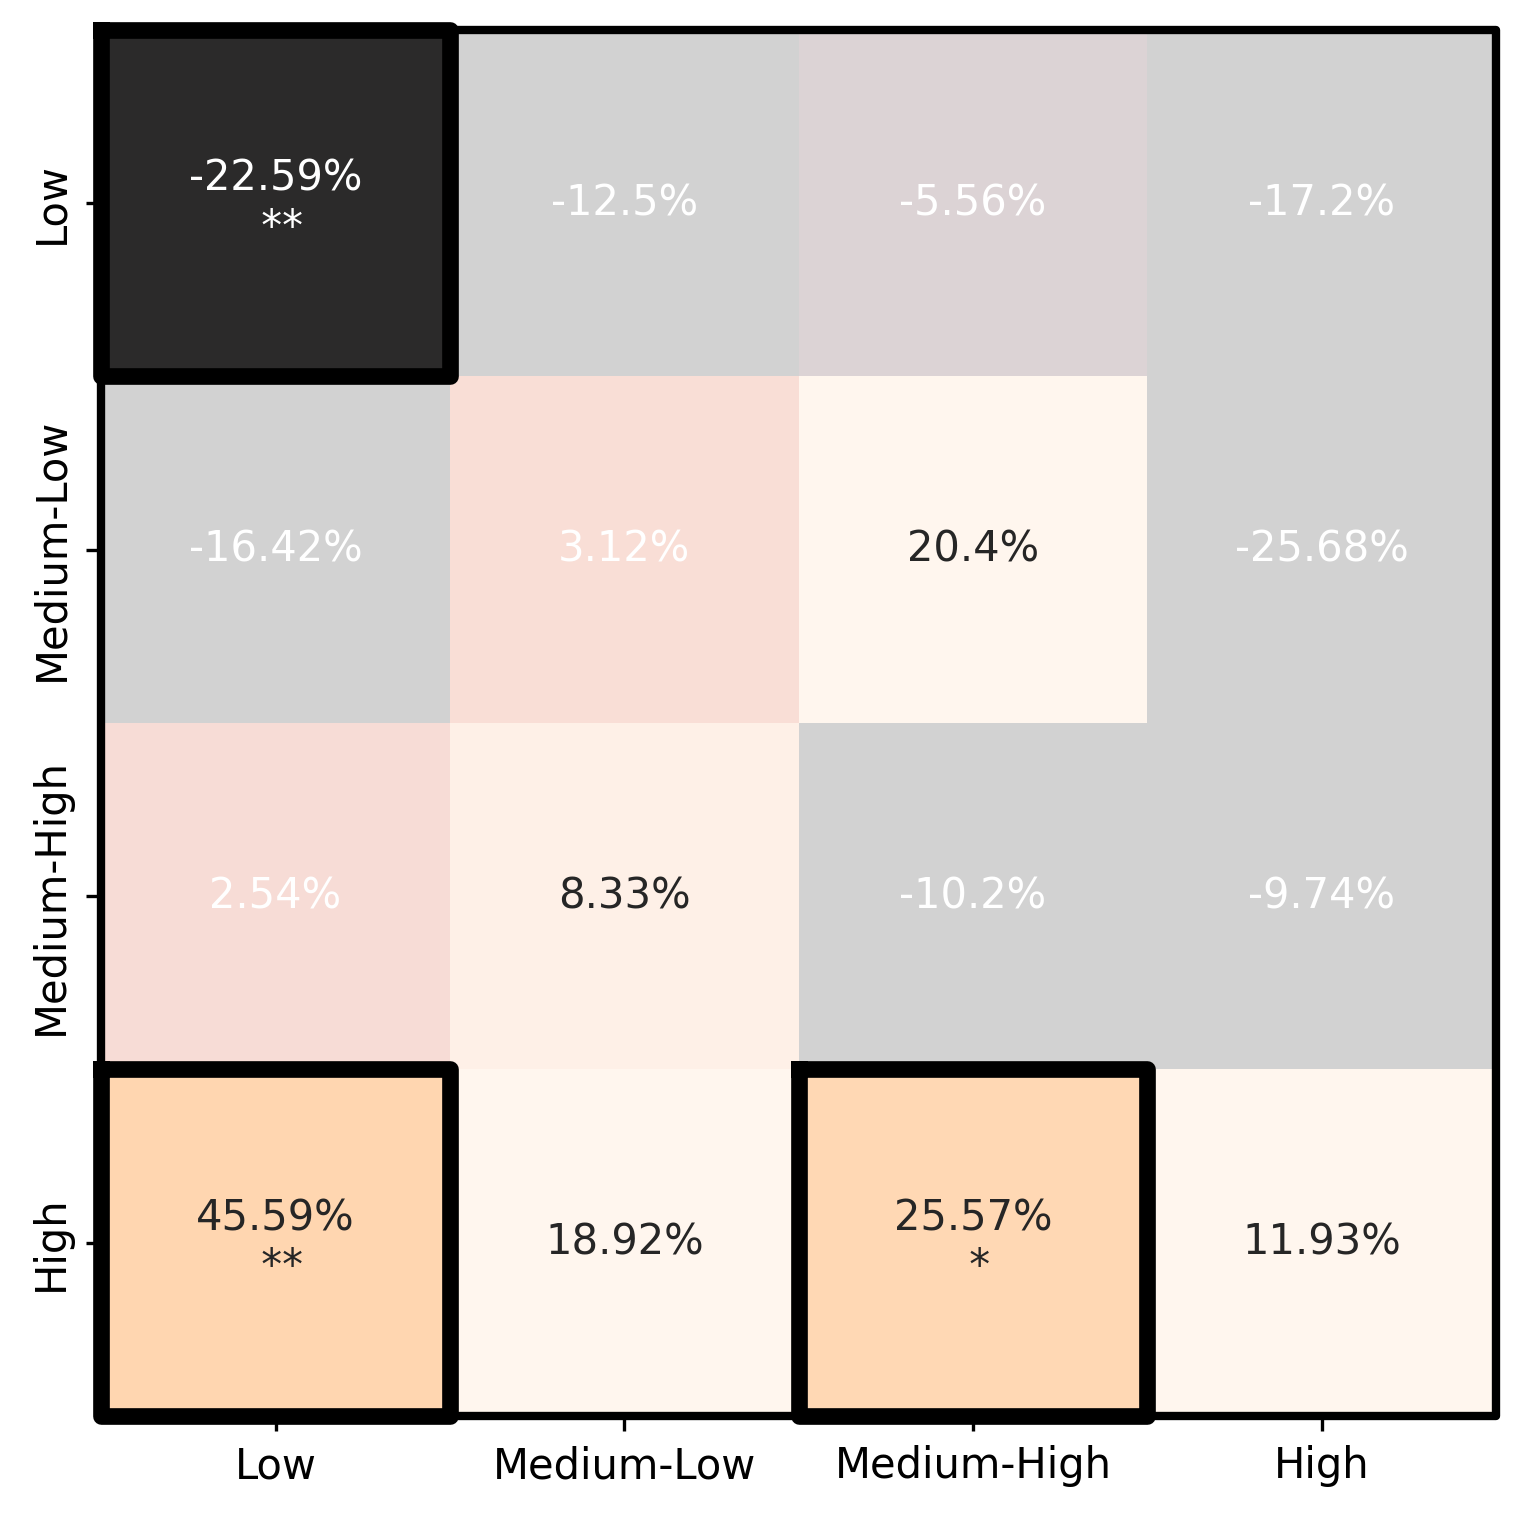 Low
-22.59%
**
-12.5%
-5.56%
-17.2%
Medium-Low
-16.42%
3.12%
20.4%
-25.68%
Medium-High
2.54%
8.33%
-10.2%
-9.74%
High
45.59%
**
18.92%
25.57%
*
11.93%
Low
Medium-Low
Medium-High
High